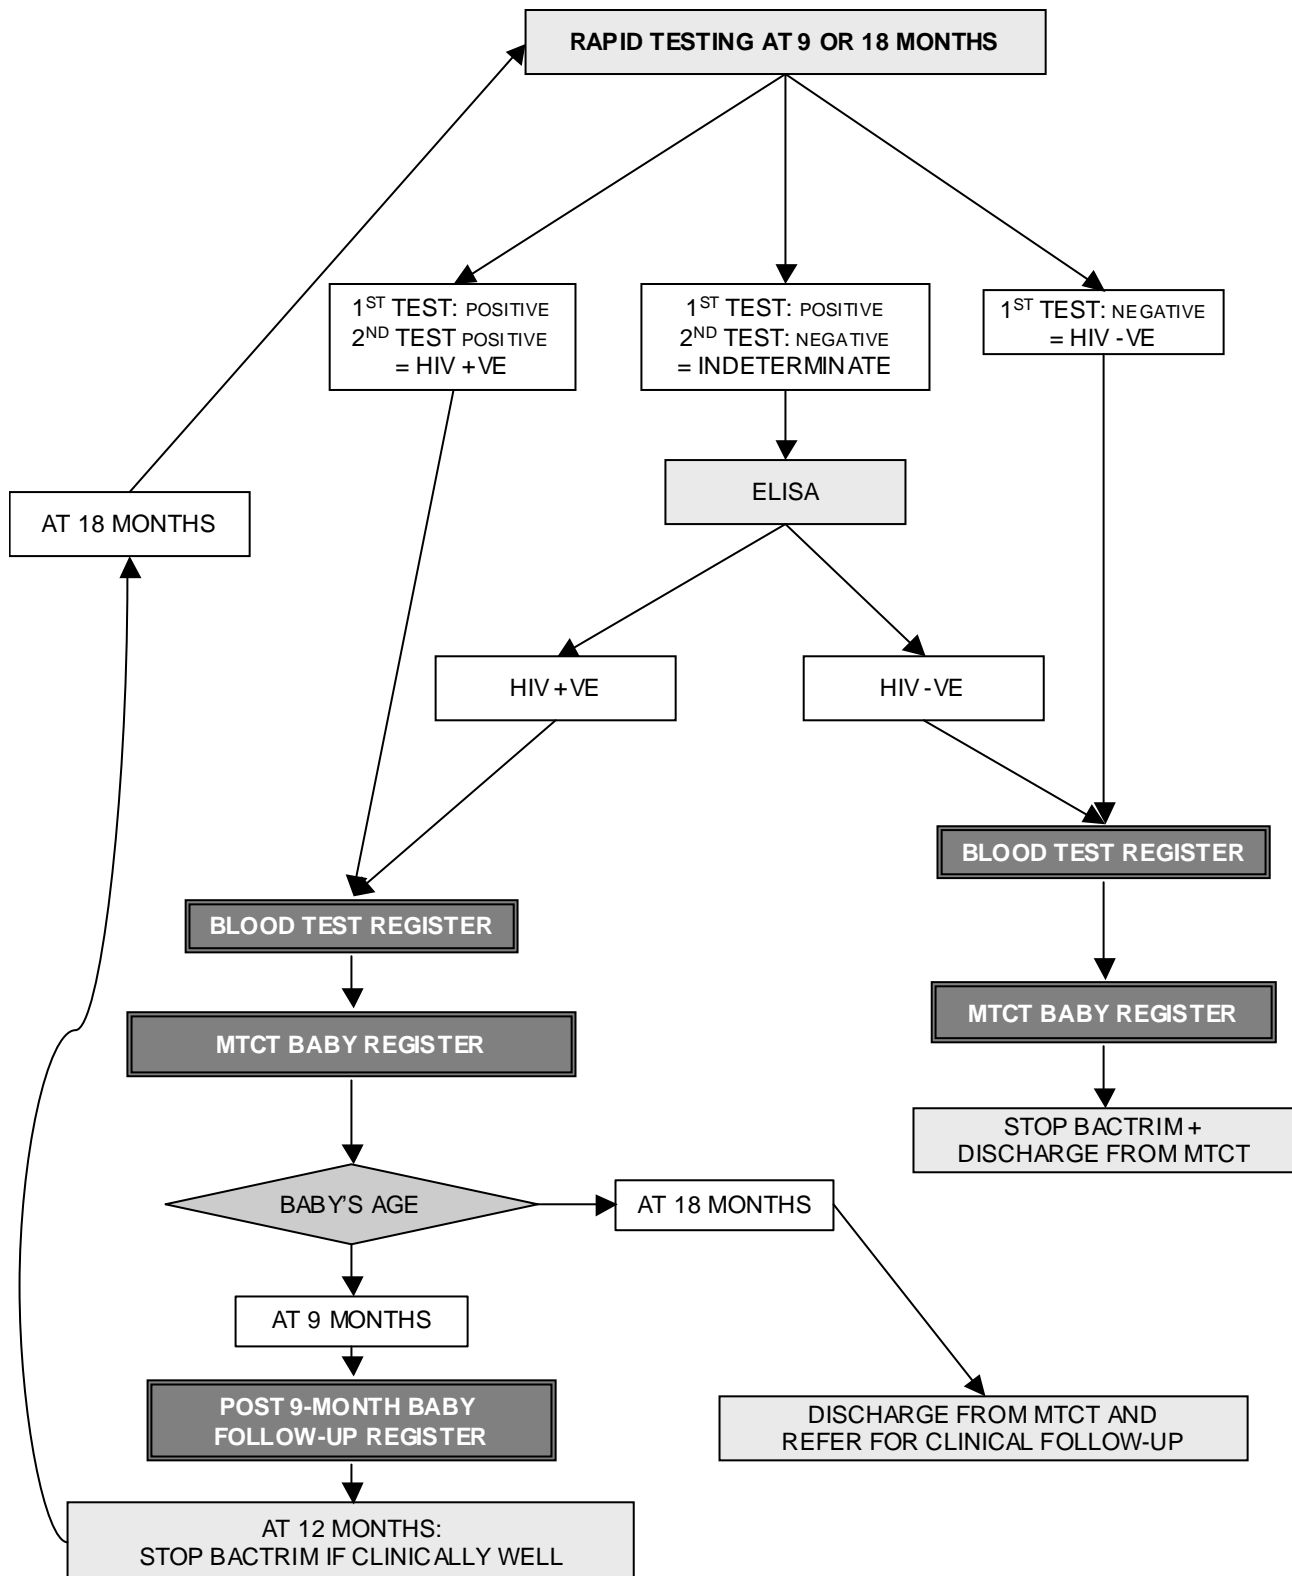 RAPID TESTING AT 9 OR 18 MONTHS
1ST TEST: POSITIVE
2ND TEST POSITIVE
= HIV +VE
1ST TEST: POSITIVE
2ND TEST: NEGATIVE
= INDETERMINATE
1ST TEST: NEGATIVE
= HIV -VE
ELISA
AT 18 MONTHS
HIV +VE
HIV -VE
BLOOD TEST REGISTER
BLOOD TEST REGISTER
MTCT BABY REGISTER
MTCT BABY REGISTER
STOP BACTRIM +
DISCHARGE FROM MTCT
BABY'S AGE
AT 18 MONTHS
AT 9 MONTHS
POST 9-MONTH BABY
FOLLOW-UP REGISTER
DISCHARGE FROM MTCT AND
REFER FOR CLINICAL FOLLOW-UP
AT 12 MONTHS:
STOP BACTRIM IF CLINICALLY WELL